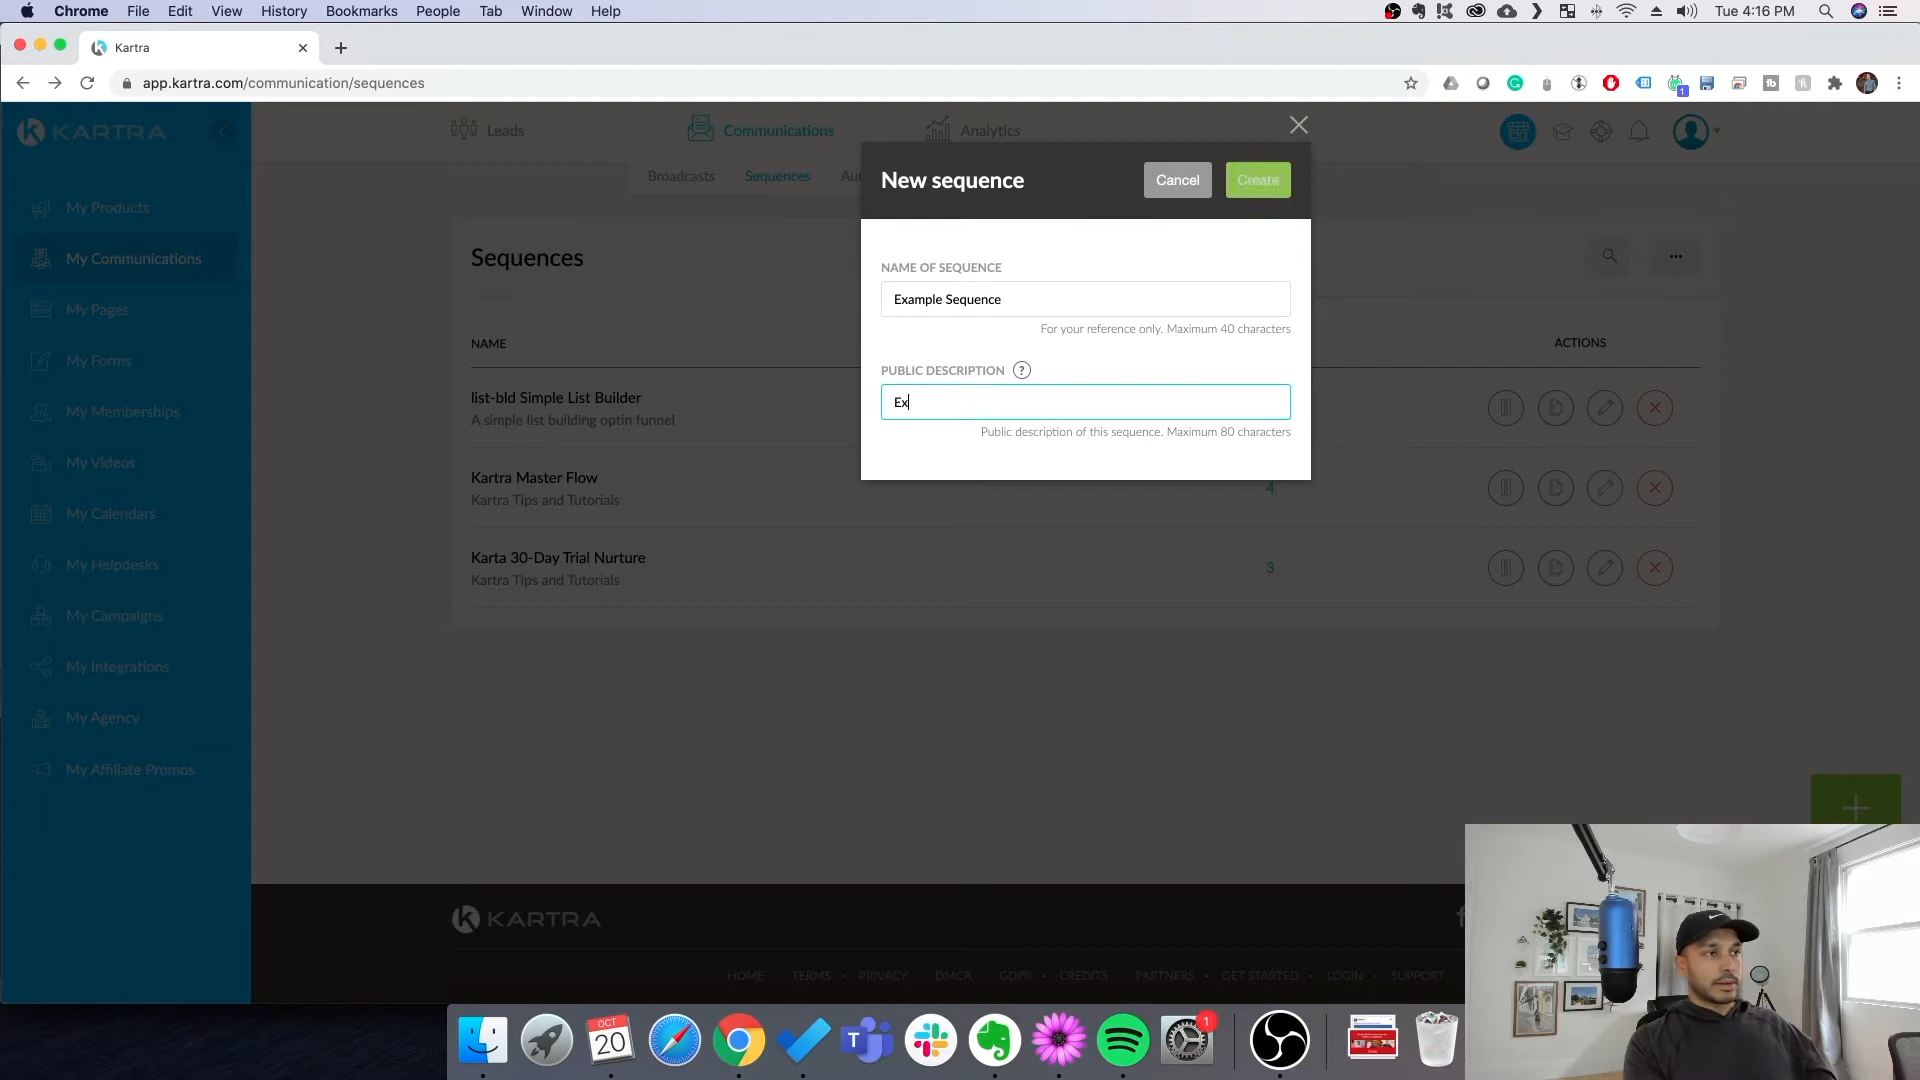 Chrome File Edit View History Bookmarks People Tab Window Help
Tue 4:16 PM
Kartra
app.kartra.com/communication/sequences
1
KARTRA
Leads
Communications
Analytics
Broadcasts
Sequences
Aut
My Products
My Communications
My Pages
My Forms
My Memberships
My Videos
My Calendars
My Helpdesks
My Campaigns
My Integrations
My Agency
My Affiliate Promos
New sequence
Cancel
Create
NAME OF SEQUENCE
Example Sequence
For your reference only. Maximum 40 characters
PUBLIC DESCRIPTION ?
Ex
Public description of this sequence. Maximum 80 characters
Sequences
NAME
ACTIONS
list-bld Simple List Builder
A simple list building optin funnel
Kartra Master Flow
Kartra Tips and Tutorials
4
Karta 30-Day Trial Nurture
Kartra Tips and Tutorials
3
KARTRA
HOME TERMS · PRIVACY DMCA GDPR · CREDITS PARTNERS · GET STARTED · LOGIN · SUPPORT
OCT
20
T
1